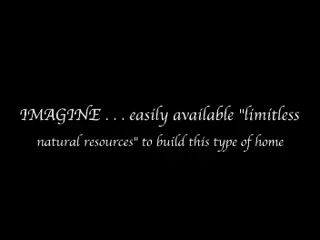 IMAGINE . . . easily available "limitless
natural resources" to build this type of home